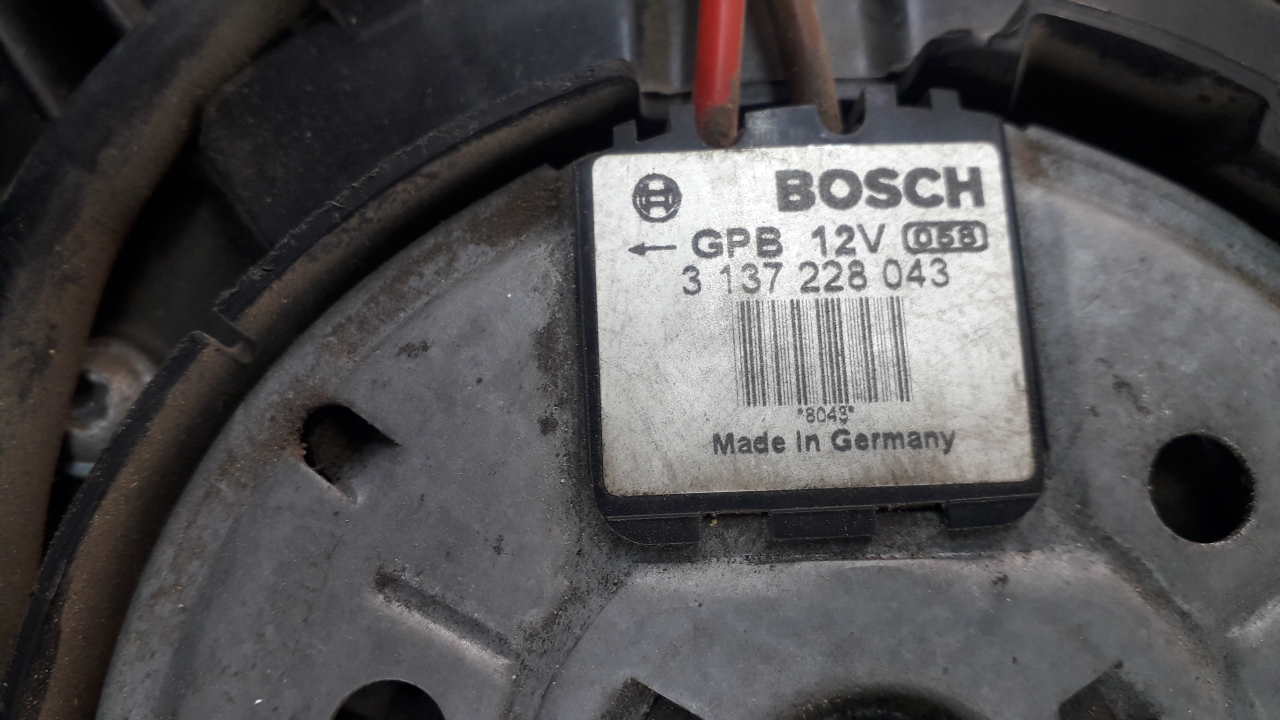 BOSCH
GPB 12V 058
3 137 228 043
*8043*
Made in Germany